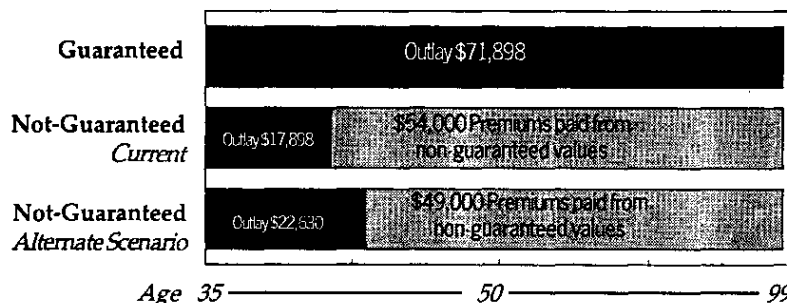 Guaranteed
Outlay $71,898
Not-Guaranteed
Current
Outlay $17,898
$54,000 Premiums paid from
non-guaranteed values
Not-Guaranteed
Alternate Scenario
Outlay $22,630
$49,000 Premiums paid from
non-guaranteed values
Age 35 50 99